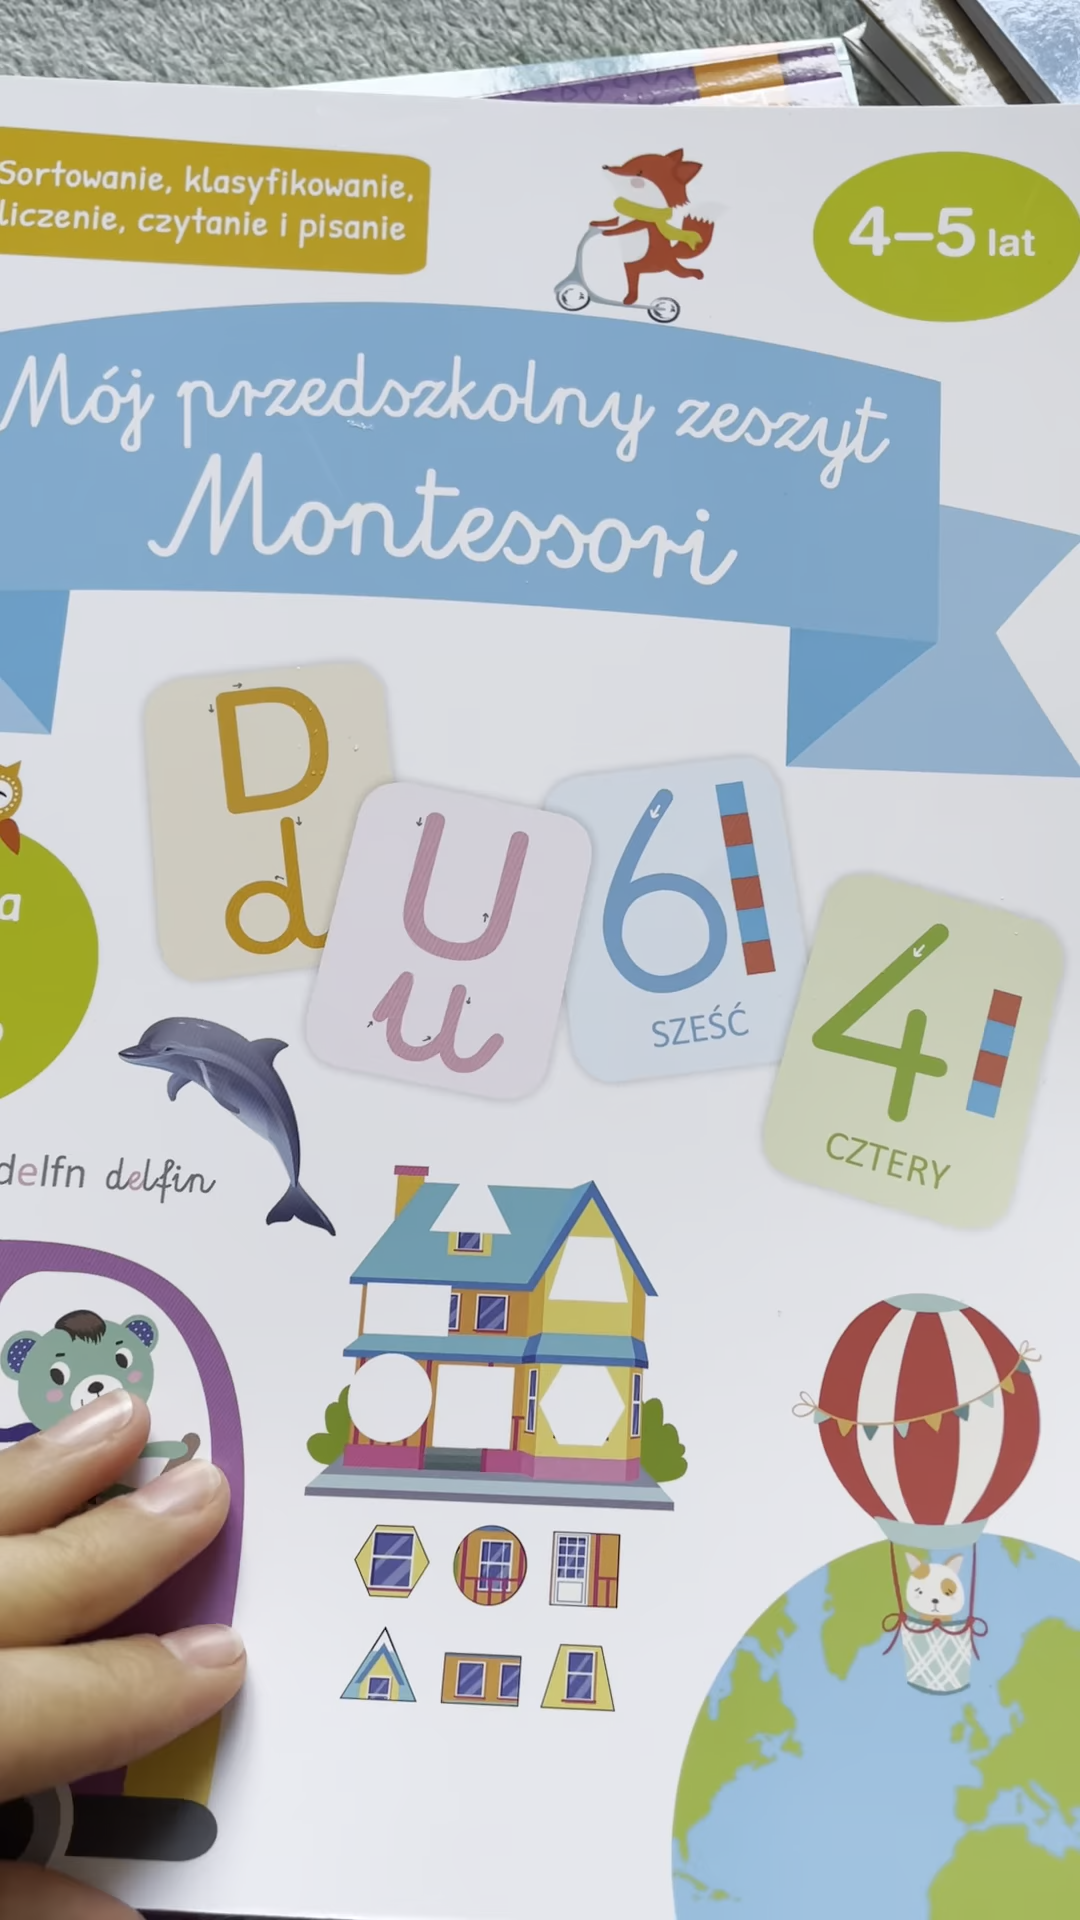 Sortowanie, klasyfikowanie,
liczenie, czytanie i pisanie
4–5 lat
Mój przedszkolny zeszyt
Montessori
D
d
U
u
6
SZEŚĆ
4
CZTERY
a
delfn delfin